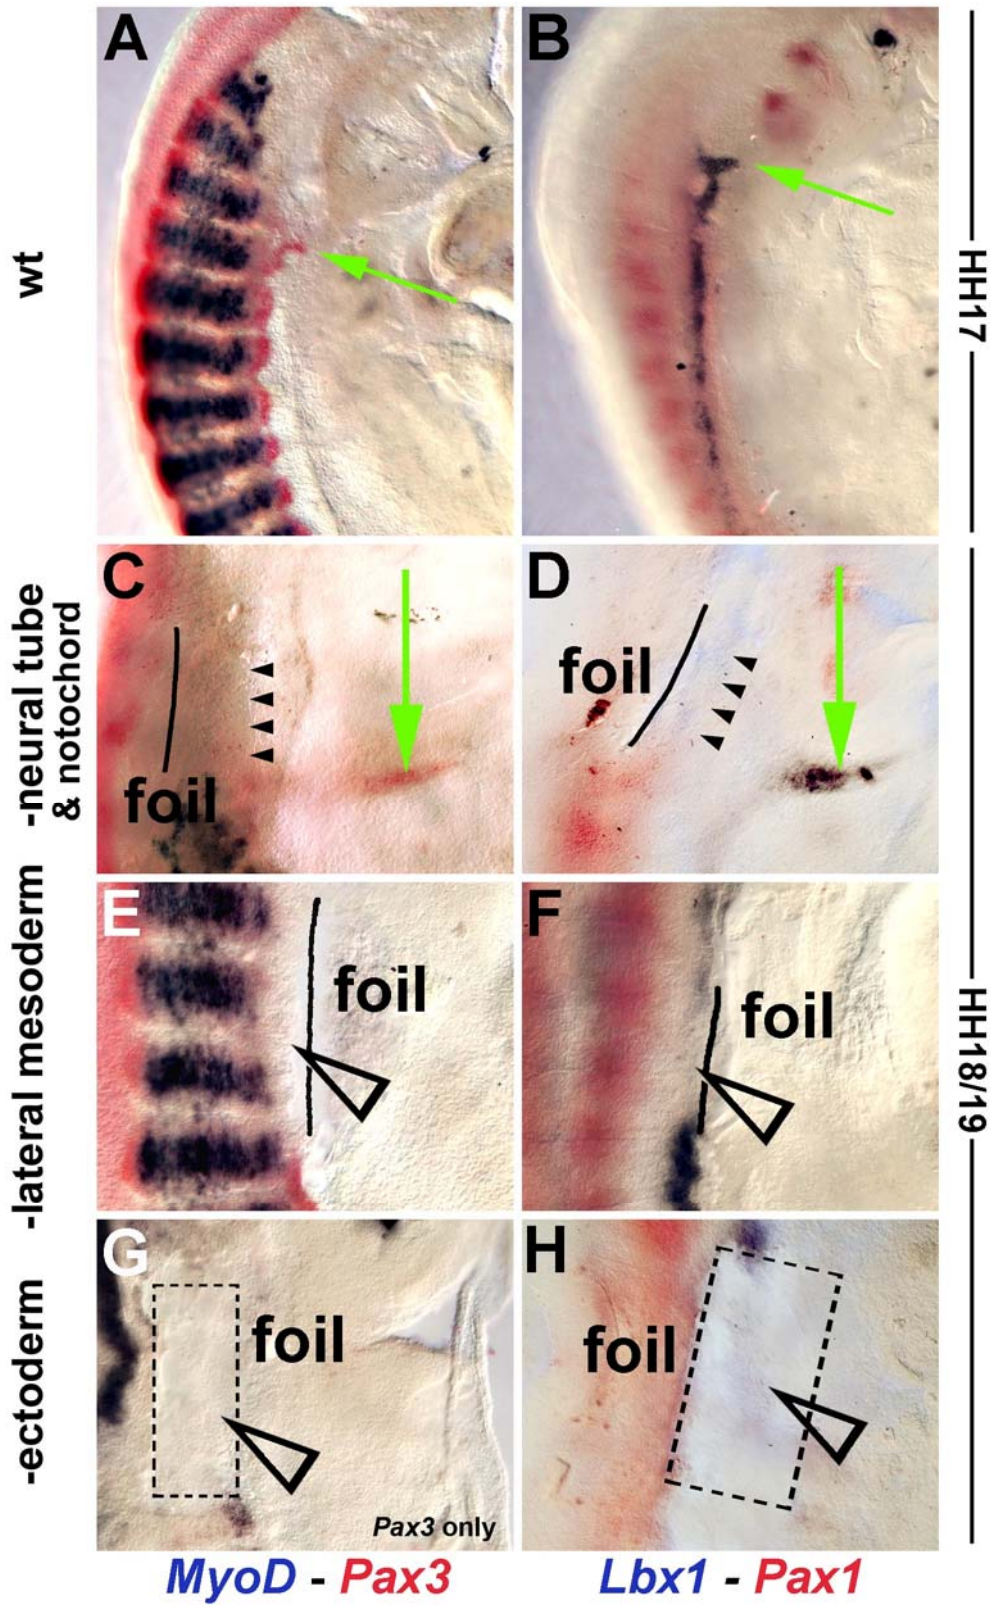 A
B
wt
HH17
C
D
-neural tube
& notochord
foil
foil
E
F
-lateral mesoderm
foil
foil
HH18/19
G
H
-ectoderm
foil
foil
Pax3 only
MyoD - Pax3
Lbx1 - Pax1